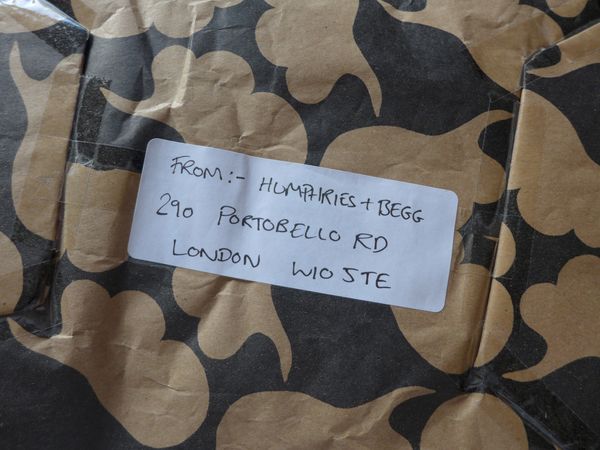 FROM:- HUMPHRIES + BEGG
290 PORTOBELLO RD
LONDON W10 5TE